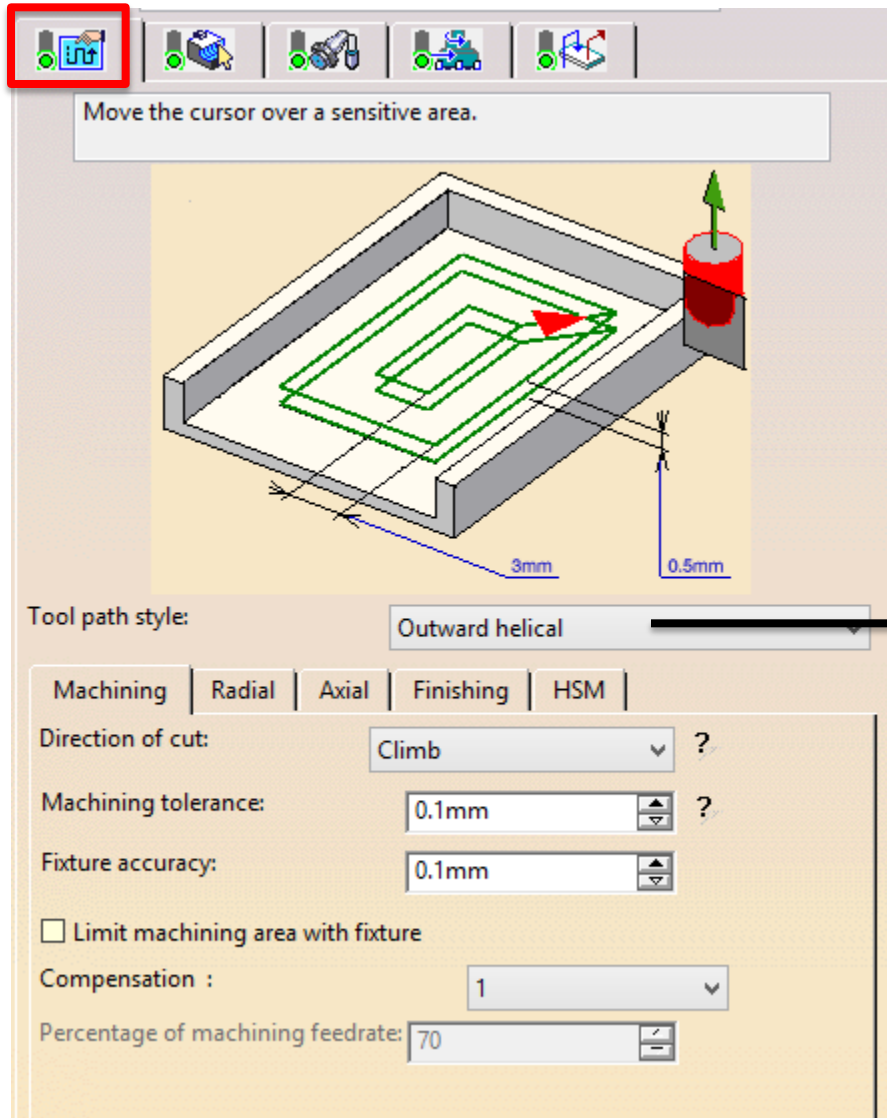 Move the cursor over a sensitive area.
3mm
0.5mm
Tool path style:
Outward helical
Machining Radial Axial Finishing HSM
Direction of cut:
Climb
?
Machining tolerance:
0.1mm
?
Fixture accuracy:
0.1mm
Limit machining area with fixture
Compensation :
1
Percentage of machining feedrate:
70